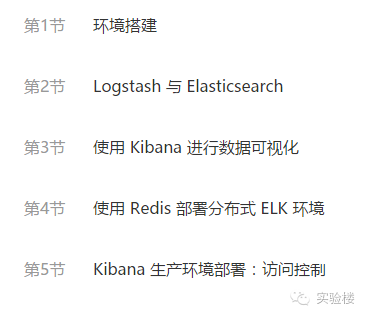 第1节 环境搭建
第2节 Logstash 与 Elasticsearch
第3节 使用 Kibana 进行数据可视化
第4节 使用 Redis 部署分布式 ELK 环境
第5节 Kibana 生产环境部署：访问控制
实验楼